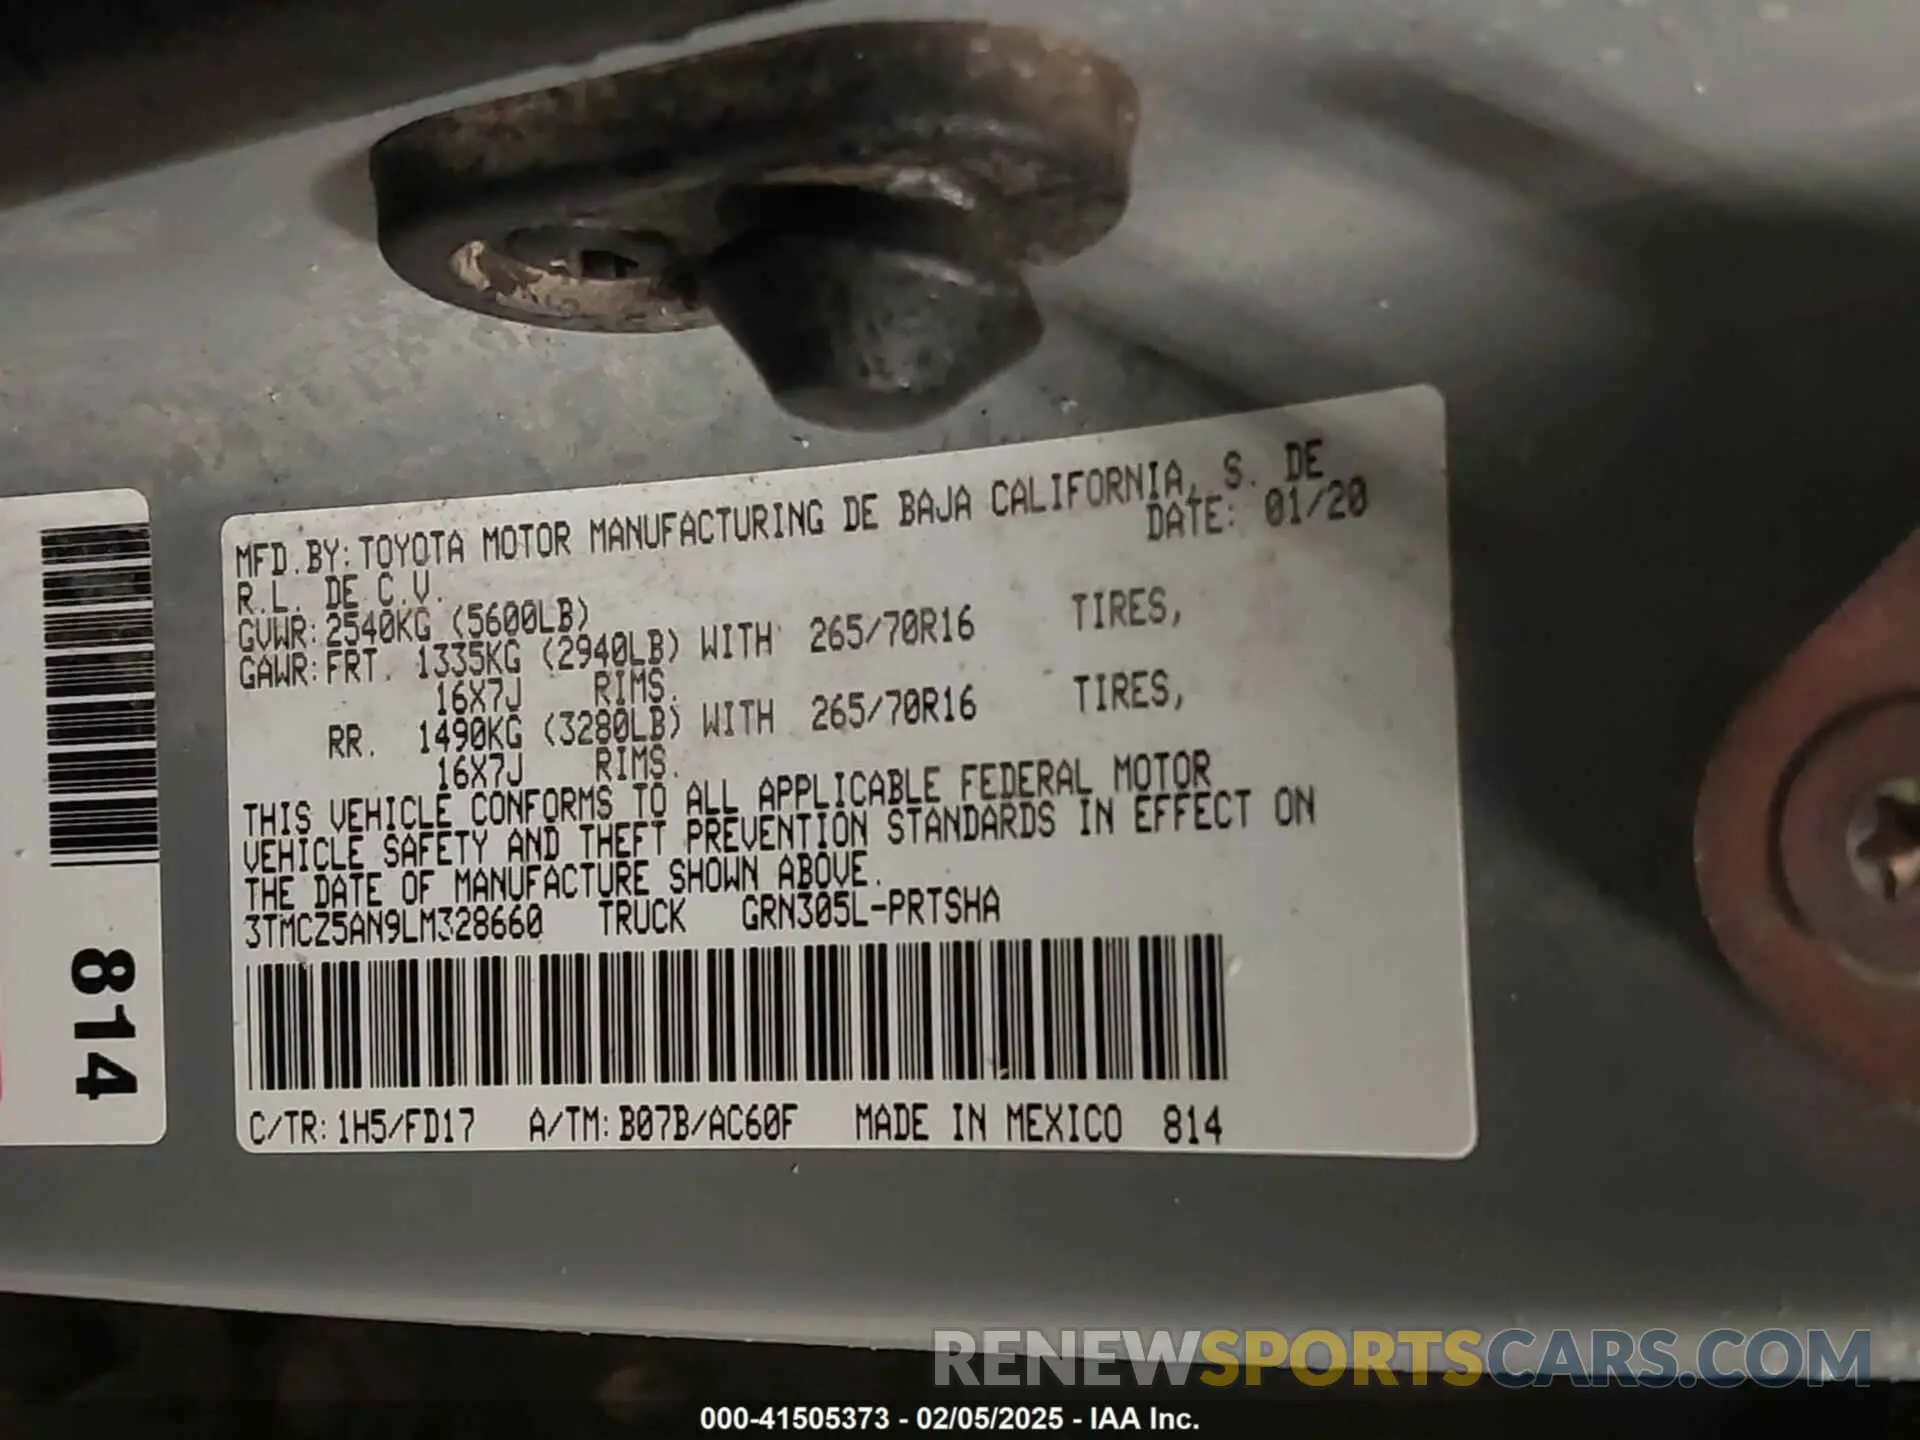 MFD.BY:TOYOTA MOTOR MANUFACTURING DE BAJA CALIFORNIA, S. DE
R.L. DE C.V.
DATE: 01/20
GVWR:2540KG (5600LB)
GAWR:FRT. 1335KG (2940LB) WITH 265/70R16 TIRES,
16X7J RIMS.
RR. 1490KG (3280LB) WITH 265/70R16 TIRES,
16X7J RIMS.
THIS VEHICLE CONFORMS TO ALL APPLICABLE FEDERAL MOTOR
VEHICLE SAFETY AND THEFT PREVENTION STANDARDS IN EFFECT ON
THE DATE OF MANUFACTURE SHOWN ABOVE.
3TMCZ5AN9LM328660 TRUCK GRN305L-PRTSHA
C/TR:1H5/FD17 A/TM:B07B/AC60F MADE IN MEXICO 814
814
RENEWSPORTSCARS.COM
000-41505373 - 02/05/2025 - IAA Inc.